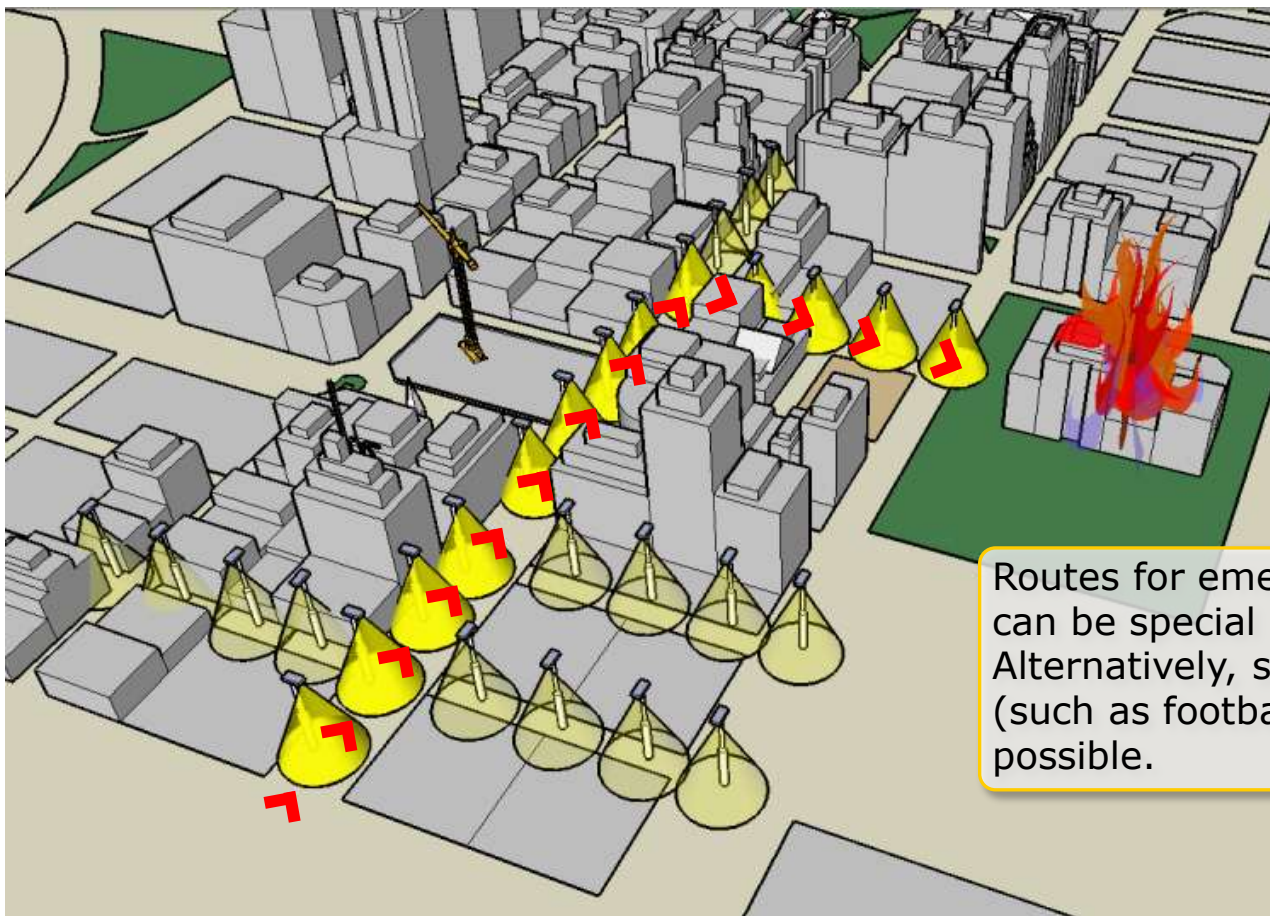 Routes for eme
can be special
Alternatively, s
(such as footba
possible.